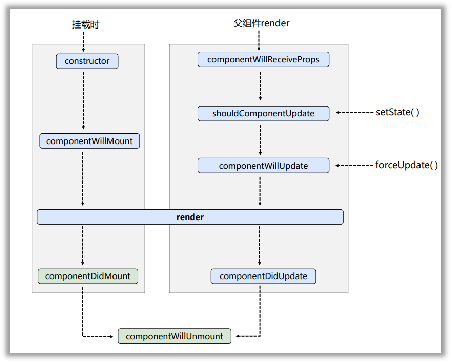 挂载时
父组件render
constructor
componentWillReceiveProps
shouldComponentUpdate
setState( )
componentWillMount
componentWillUpdate
forceUpdate( )
render
componentDidMount
componentDidUpdate
componentWillUnmount